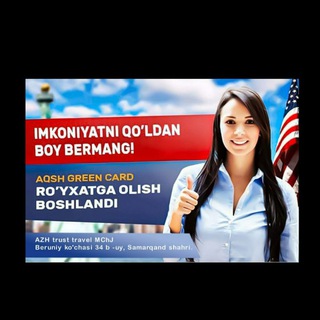 IMKONIYATNI QO'LDAN
BOY BERMANG!
AQSH GREEN CARD
RO'YXATGA OLISH
BOSHLANDI
AZH trust travel MChJ
Beruniy ko'chasi 34 b -uy, Samarqand shahri.